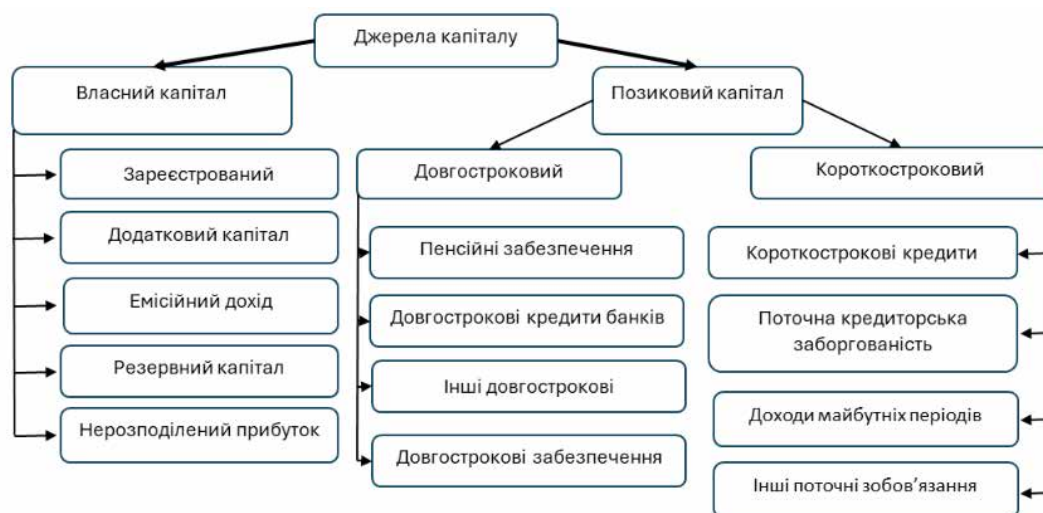 Джерела капіталу
Власний капітал
Позиковий капітал
Зареєстрований
Додатковий капітал
Емісійний дохід
Резервний капітал
Нерозподілений прибуток
Довгостроковий
Пенсійні забезпечення
Довгострокові кредити банків
Інші довгострокові
Довгострокові забезпечення
Короткостроковий
Короткострокові кредити
Поточна кредиторська
заборгованість
Доходи майбутніх періодів
Інші поточні зобов’язання